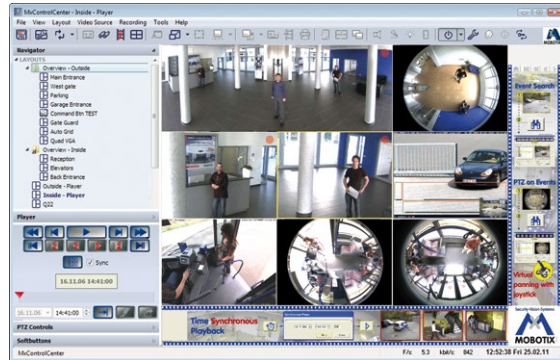 MxControlCenter - Inside - Player
File View Layout Video Source Recording Tools Help
MOBOTIX
Navigator
LAYOUTS
Overview - Outside
Main Entrance
West gate
Parking
Garage Entrance
Command Btn TEST
Gate Guard
Auto Grid
Quad VGA
Overview - Inside
Reception
Elevators
Back Entrance
Outside - Player
Inside - Player
Q22
Player
Sync
16.11.06 14:41:00
16.11.06 14:41:00
PTZ Controls
Softbuttons
MxControlCenter
Event Search
PTZ on Events
Virtual panning with joystick
Time Synchronous Playback
Security-Vision-Systems
MOBOTIX
F/s 5.3 kbit/s 842 12:52:38 Fri 25.02.11